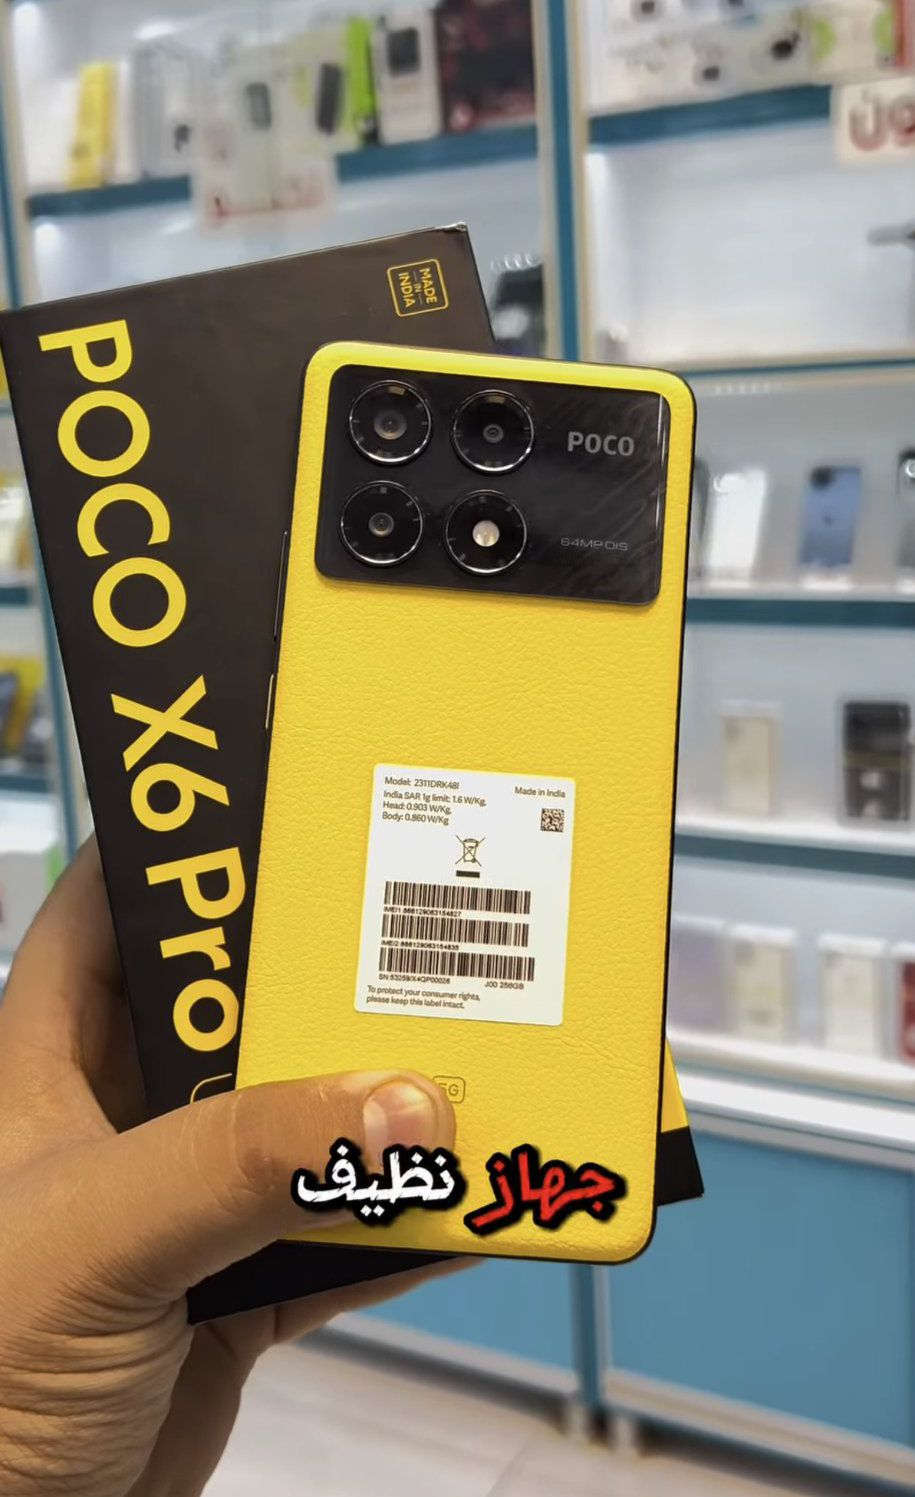 MADE
IN
INDIA
POCO X6 Pro
POCO
64MP OIS
Model: 2311DRK48I
Made in India
India SAR 1g limit: 1.6 W/Kg,
Head: 0.903 W/Kg,
Body: 0.860 W/Kg
To protect your consumer rights,
please keep this label intact.
J00 256GB
5G
جهاز نظيف